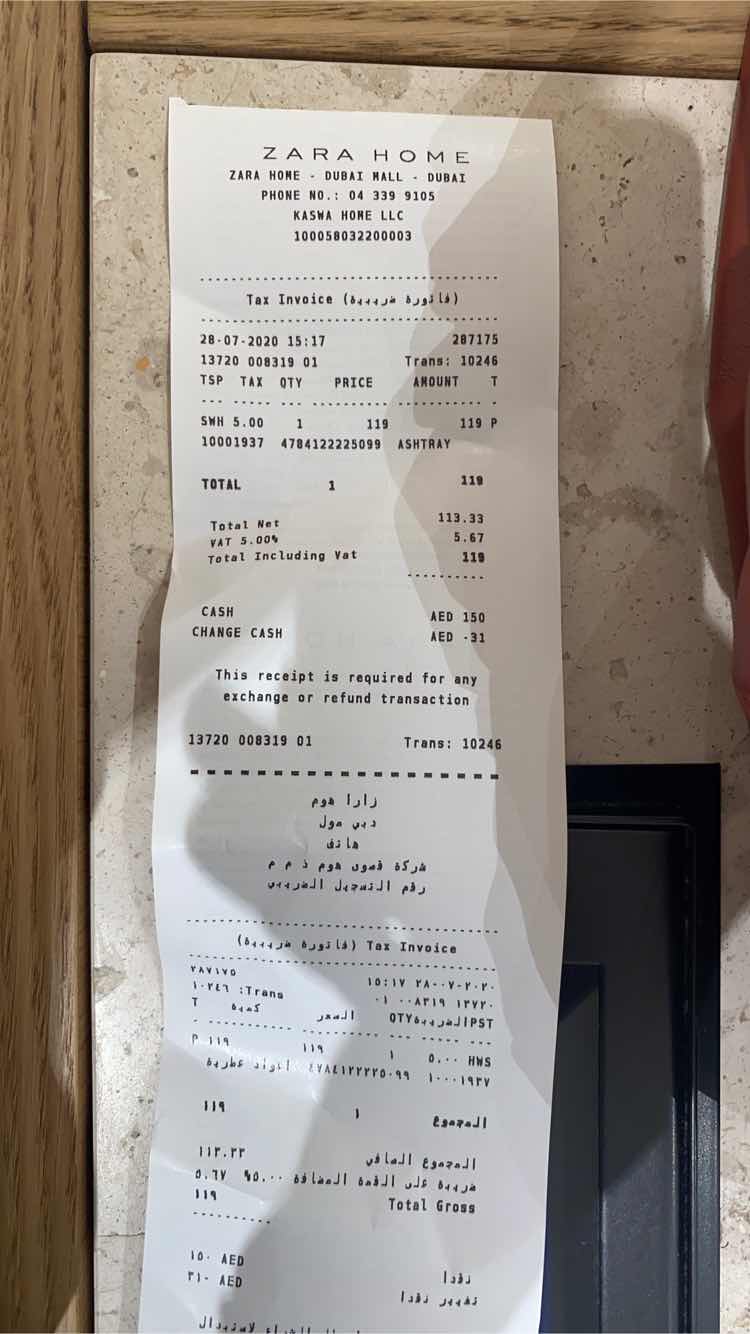 ZARA HOME
ZARA HOME - DUBAI MALL - DUBAI
PHONE NO.: 04 339 9105
KASWA HOME LLC
100058032200003
Tax Invoice (فاتورة ضريبية)
28-07-2020 15:17 287175
13720 008319 01 Trans: 10246
TSP TAX QTY PRICE AMOUNT T
SWH 5.00 1 119 119 P
10001937 4784122225099 ASHTRAY
TOTAL 1 119
Total Net 113.33
VAT 5.00% 5.67
Total Including Vat 119
CASH AED 150
CHANGE CASH AED -31
This receipt is required for any
exchange or refund transaction
13720 008319 01 Trans: 10246
زارا هوم
دبي مول
هاتف
شركة قصون هوم ذ م م
رقم التسجيل الضريبي
(فاتورة ضريبية) Tax Invoice
٢٨٧١٧٥ ١٥:١٧ ٢٨-٠٧-٢٠٢٠
١٠٢٤٦ :Trans ٠١ ٠٠٨٣١٩ ١٣٧٢٠
T كمية السعر QTYالضريبةPST
P ١١٩ ١١٩ ١ ٥.٠٠ HWS
٤٧٨٤١٢٢٢٢٥٠٩٩ ١٠٠٠١٩٣٧
المجموع ١ ١١٩
المجموع الصافي ١١٣.٣٣
ضريبة على القمة المضافة ٥.٠٠% ٥.٦٧
١١٩ Total Gross
١٥٠ AED نقدا
٣١- AED تغيير نقدا